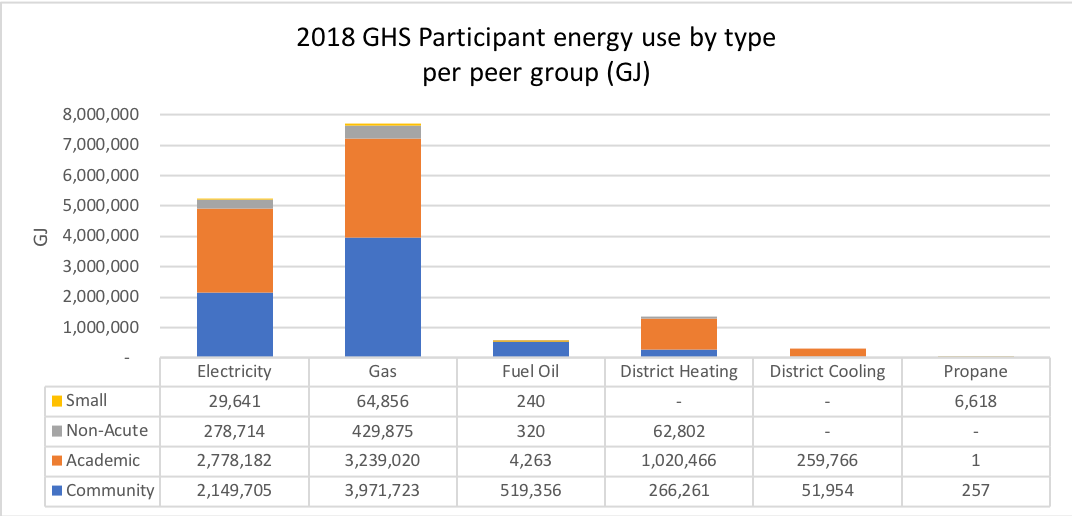 2018 GHS Participant energy use by type
per peer group (GJ)
8,000,000
7,000,000
6,000,000
5,000,000
4,000,000
3,000,000
2,000,000
1,000,000
-
GJ
Electricity Gas Fuel Oil District Heating District Cooling Propane
Small 29,641 64,856 240 - - 6,618
Non-Acute 278,714 429,875 320 62,802 - -
Academic 2,778,182 3,239,020 4,263 1,020,466 259,766 1
Community 2,149,705 3,971,723 519,356 266,261 51,954 257